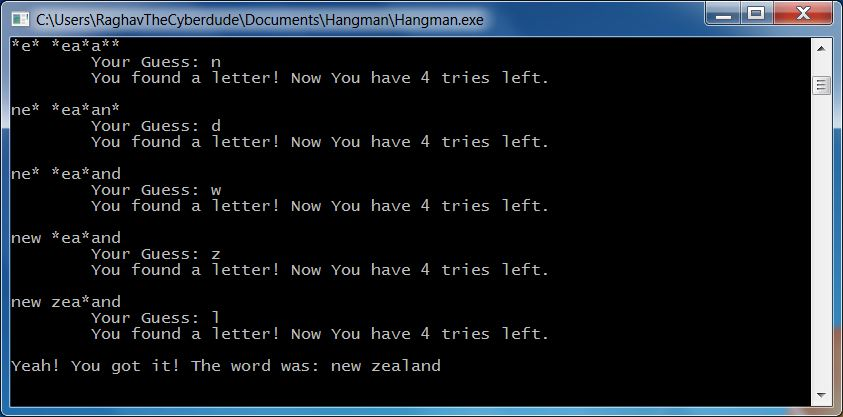 C:\Users\RaghavTheCyberdude\Documents\Hangman\Hangman.exe
*e* *ea*a**
Your Guess: n
You found a letter! Now You have 4 tries left.
ne* *ea*an*
Your Guess: d
You found a letter! Now You have 4 tries left.
ne* *ea*and
Your Guess: w
You found a letter! Now You have 4 tries left.
new *ea*and
Your Guess: z
You found a letter! Now You have 4 tries left.
new zea*and
Your Guess: l
You found a letter! Now You have 4 tries left.
Yeah! You got it! The word was: new zealand